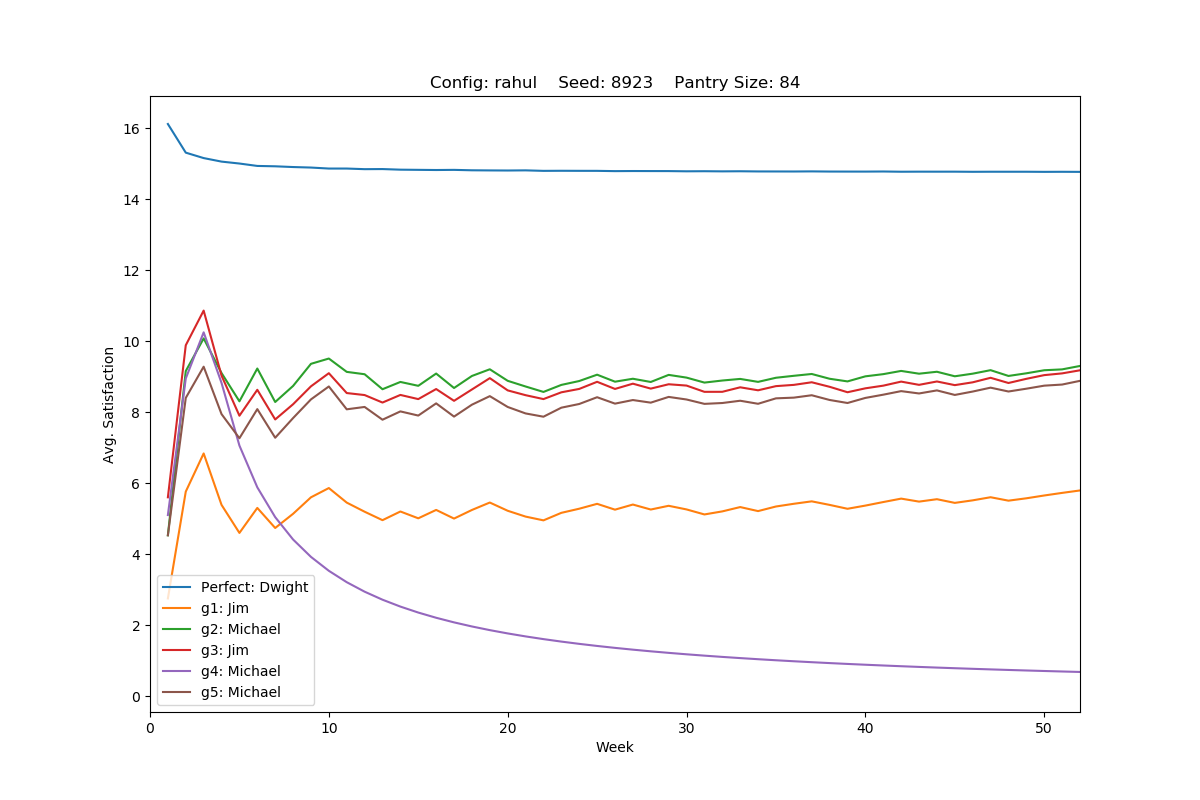 Config: rahul    Seed: 8923    Pantry Size: 84
16
14
12
10
8
6
4
2
0
Avg. Satisfaction
Perfect: Dwight
g1: Jim
g2: Michael
g3: Jim
g4: Michael
g5: Michael
0 10 20 30 40 50
Week